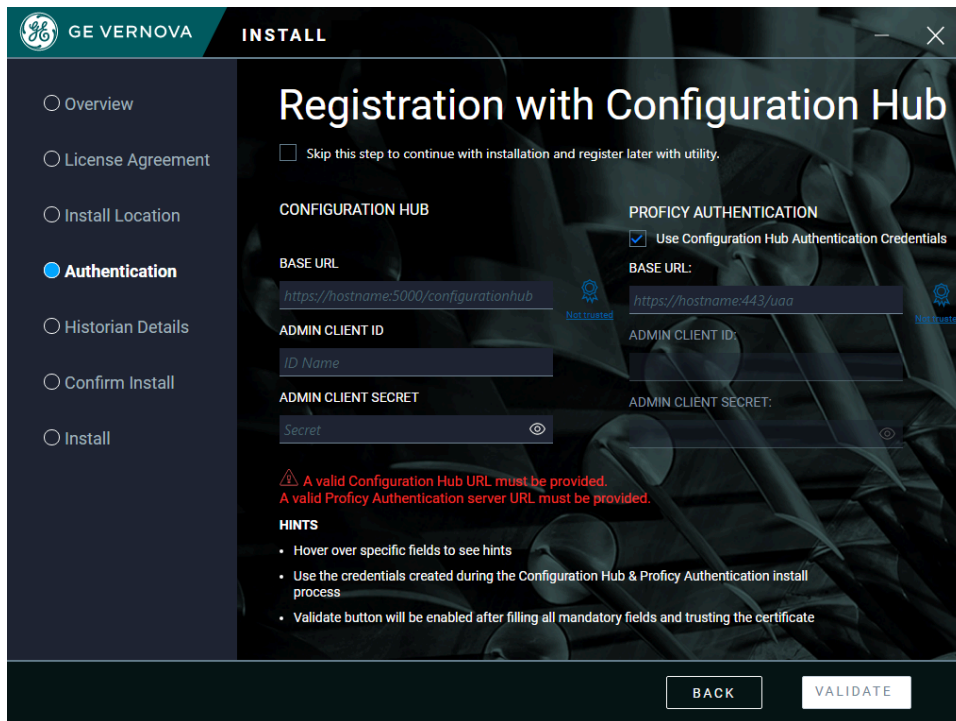 GE VERNOVA
INSTALL
Overview
License Agreement
Install Location
Authentication
Historian Details
Confirm Install
Install
Registration with Configuration Hub
Skip this step to continue with installation and register later with utility.
CONFIGURATION HUB
BASE URL
https://hostname:5000/configurationhub
Not trusted
ADMIN CLIENT ID
ID Name
ADMIN CLIENT SECRET
Secret
PROFICY AUTHENTICATION
Use Configuration Hub Authentication Credentials
BASE URL:
https://hostname:443/uaa
Not truste
ADMIN CLIENT ID:
ADMIN CLIENT SECRET:
A valid Configuration Hub URL must be provided.
A valid Proficy Authentication server URL must be provided.
HINTS
• Hover over specific fields to see hints
• Use the credentials created during the Configuration Hub & Proficy Authentication install
process
• Validate button will be enabled after filling all mandatory fields and trusting the certificate
BACK
VALIDATE